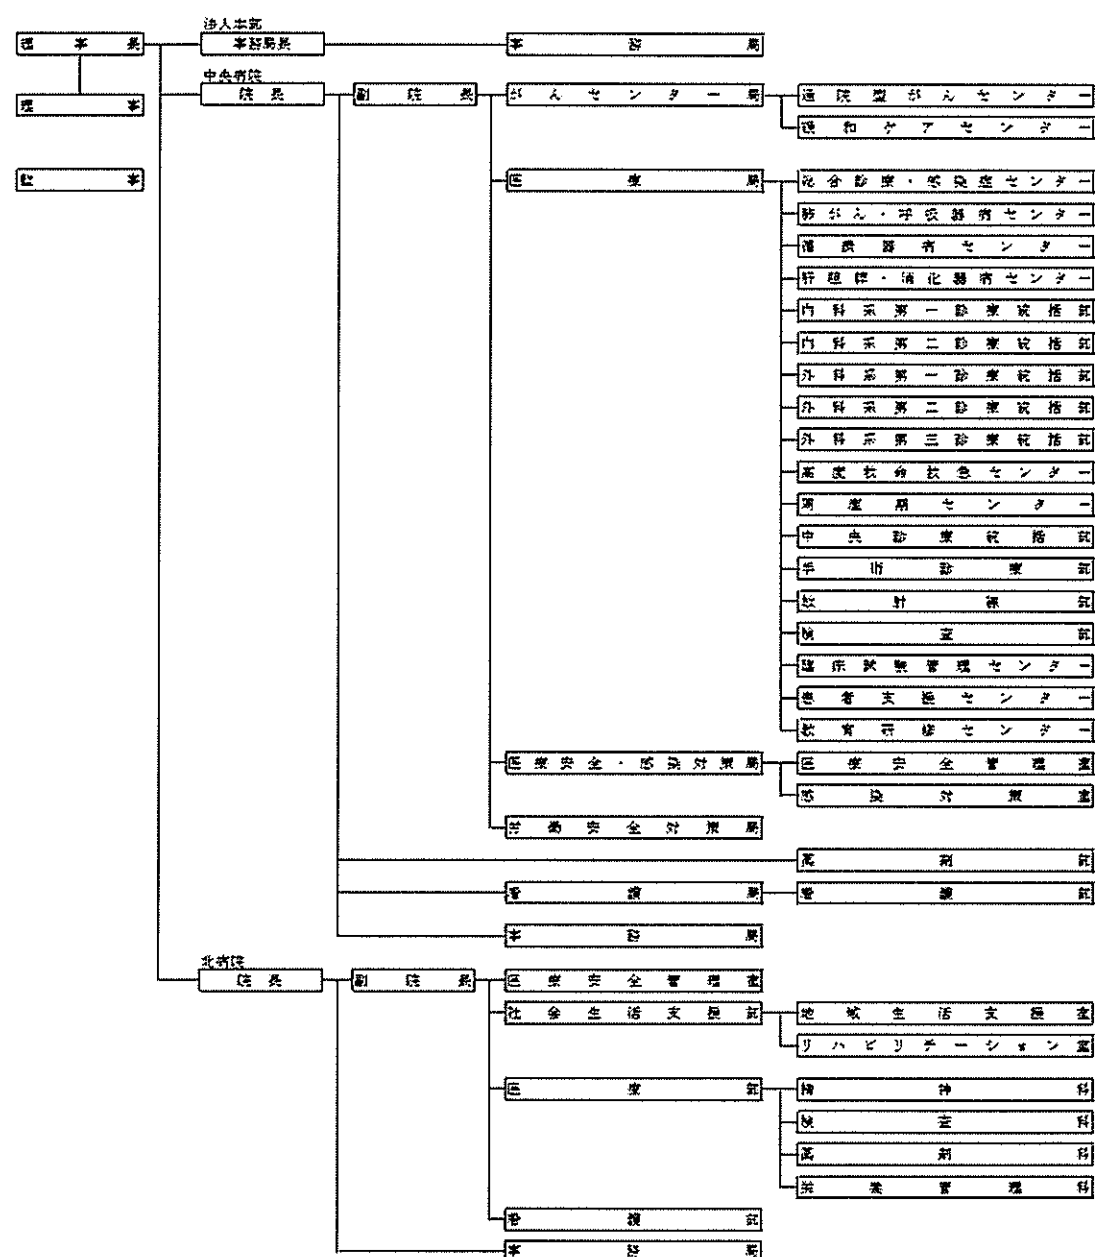 法人本部
理事長
事務局長
事務局
中央病院
院長
副院長
がんセンター局
通院型がんセンター
理事
緩和ケアセンター
監事
医療局
総合診療・感染症センター
肺がん・呼吸器病センター
循環器病センター
肝胆膵・消化器病センター
内科系第一診療統括部
内科系第二診療統括部
外科系第一診療統括部
外科系第二診療統括部
外科系第三診療統括部
高度救命救急センター
周産期センター
中央診療統括部
手術診療部
放射線部
検査部
臨床試験管理センター
患者支援センター
教育研修センター
医療安全・感染対策局
医療安全管理室
感染対策室
労働安全対策局
薬剤部
看護局
看護部
事務局
北病院
院長
副院長
医療安全管理室
社会生活支援部
地域生活支援室
リハビリテーション室
医療部
精神科
検査科
薬剤科
栄養管理科
看護部
事務局